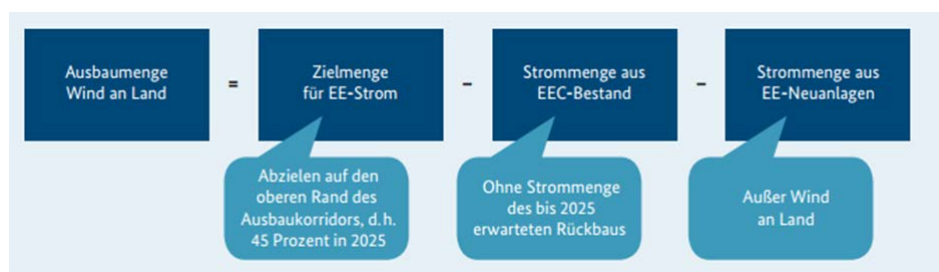 Ausbaumenge
Wind an Land
=
Zielmenge
für EE-Strom
–
Strommenge aus
EEC-Bestand
–
Strommenge aus
EE-Neuanlagen
Abzielen auf den
oberen Rand des
Ausbaukorridors, d. h.
45 Prozent in 2025
Ohne Strommenge
des bis 2025
erwarteten Rückbaus
Außer Wind
an Land